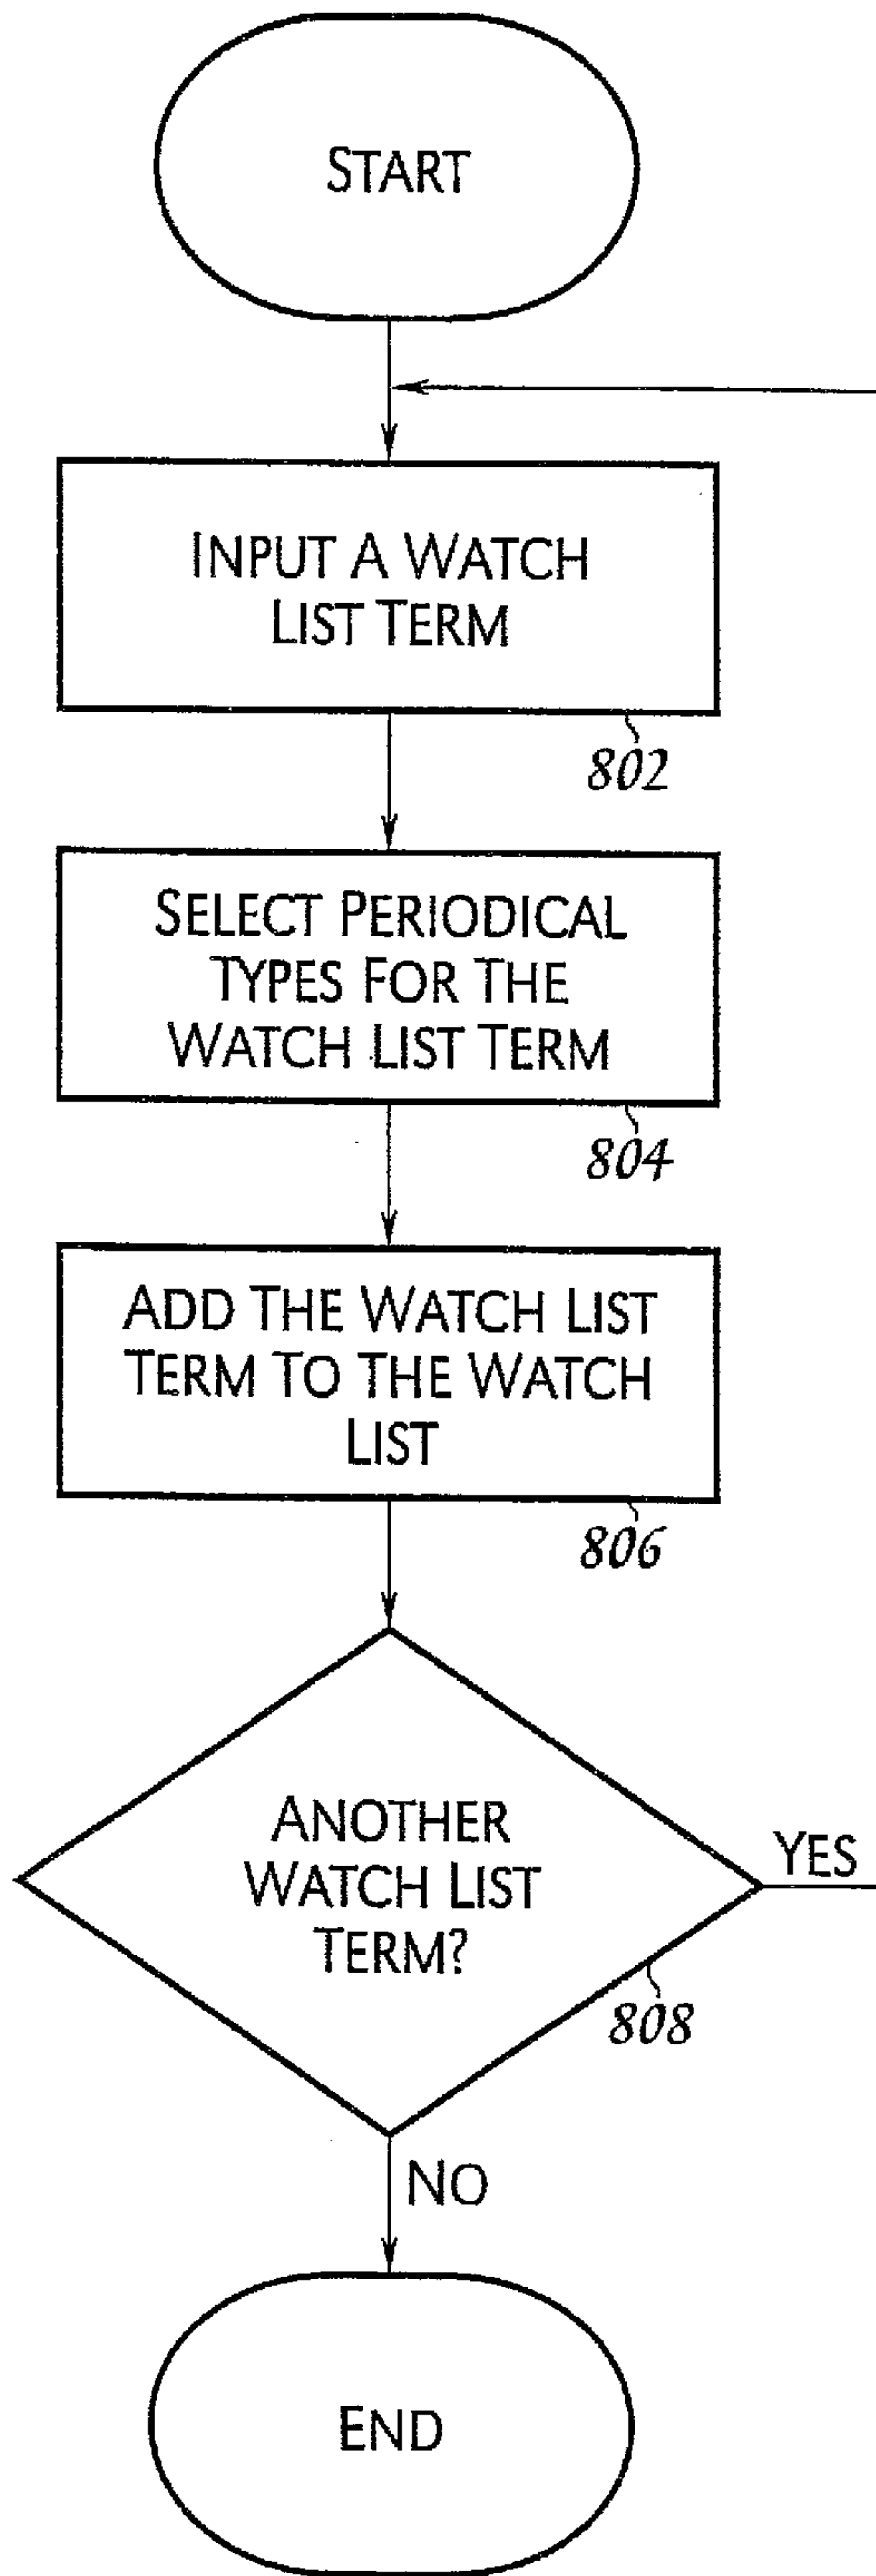 START
INPUT A WATCH
LIST TERM
802
SELECT PERIODICAL
TYPES FOR THE
WATCH LIST TERM
804
ADD THE WATCH LIST
TERM TO THE WATCH
LIST
806
ANOTHER
WATCH LIST
TERM?
YES
808
NO
END